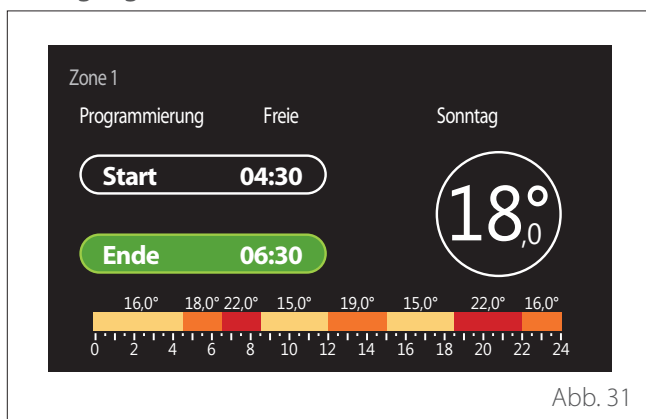 Zone 1
Programmierung Freie Sonntag
Start 04:30
18°,0
Ende 06:30
16,0° 18,0° 22,0° 15,0° 19,0° 15,0° 22,0° 16,0°
0 2 4 6 8 10 12 14 16 18 20 22 24
Abb. 31